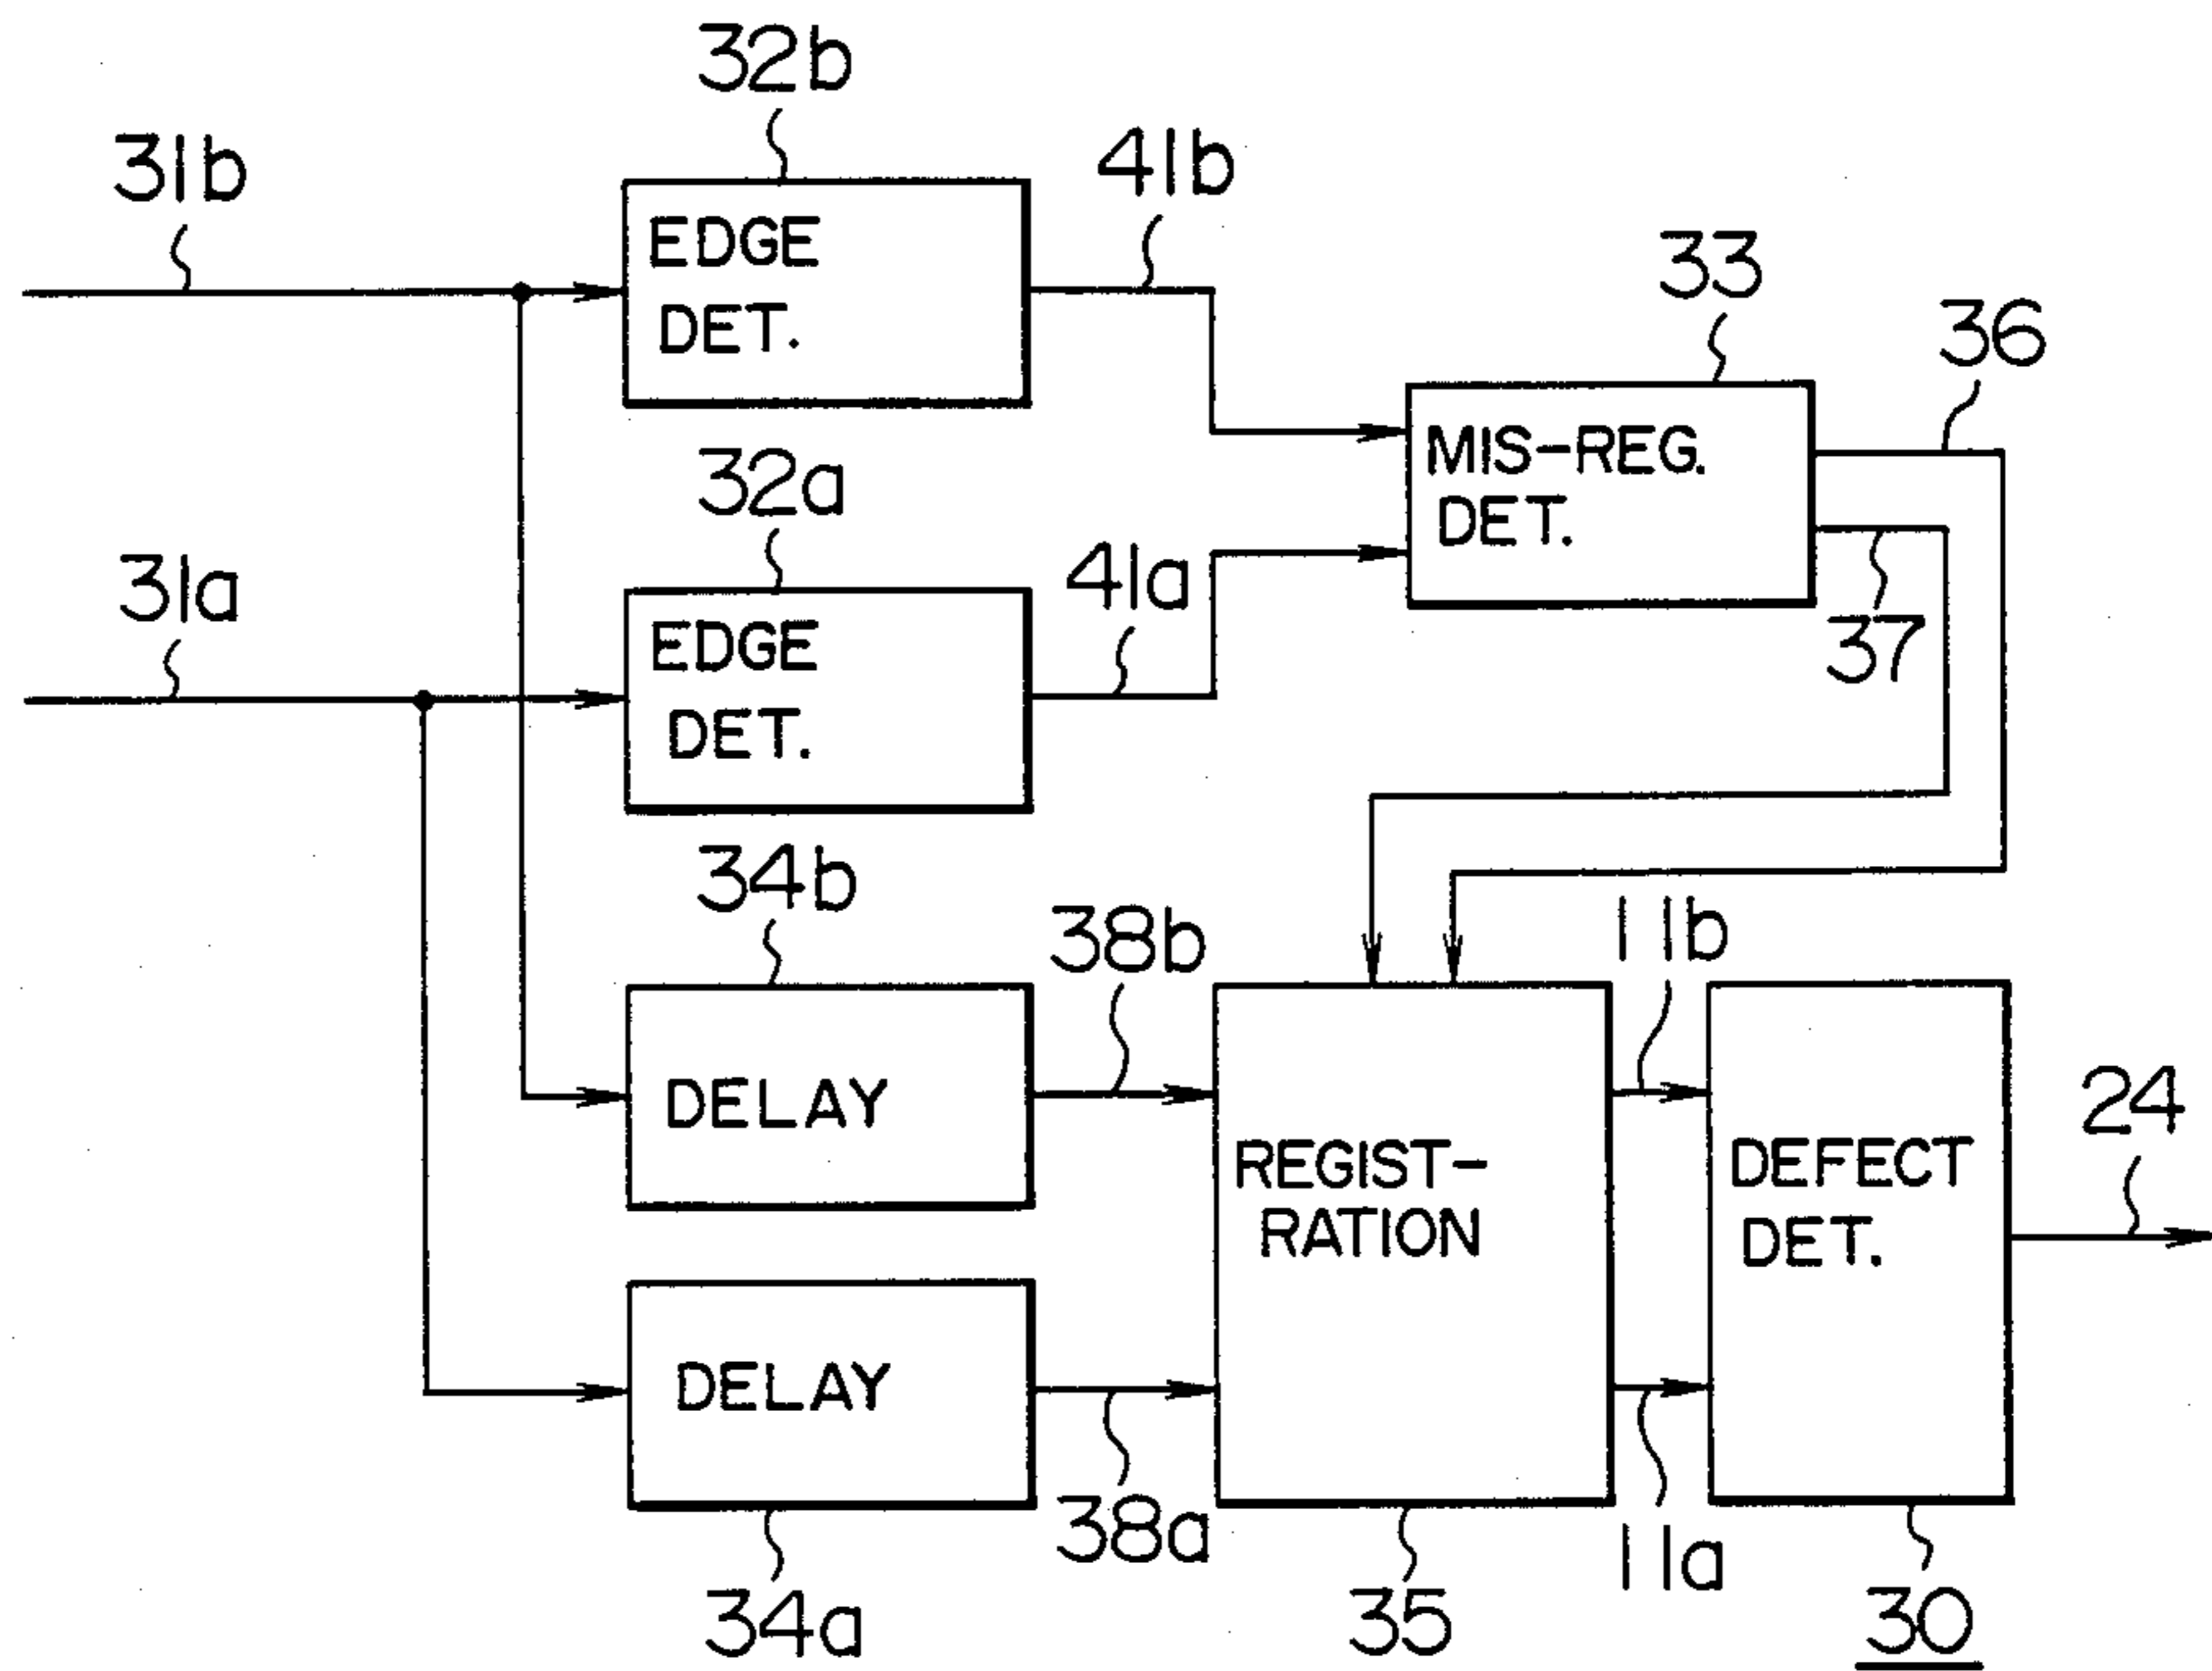 32b
31b
41b
EDGE
DET.
33
36
32a
MIS-REG.
DET.
31a
41a
37
EDGE
DET.
34b
38b
11b
24
DELAY
REGIST-
RATION
DEFECT
DET.
DELAY
38a
11a
34a
35
30